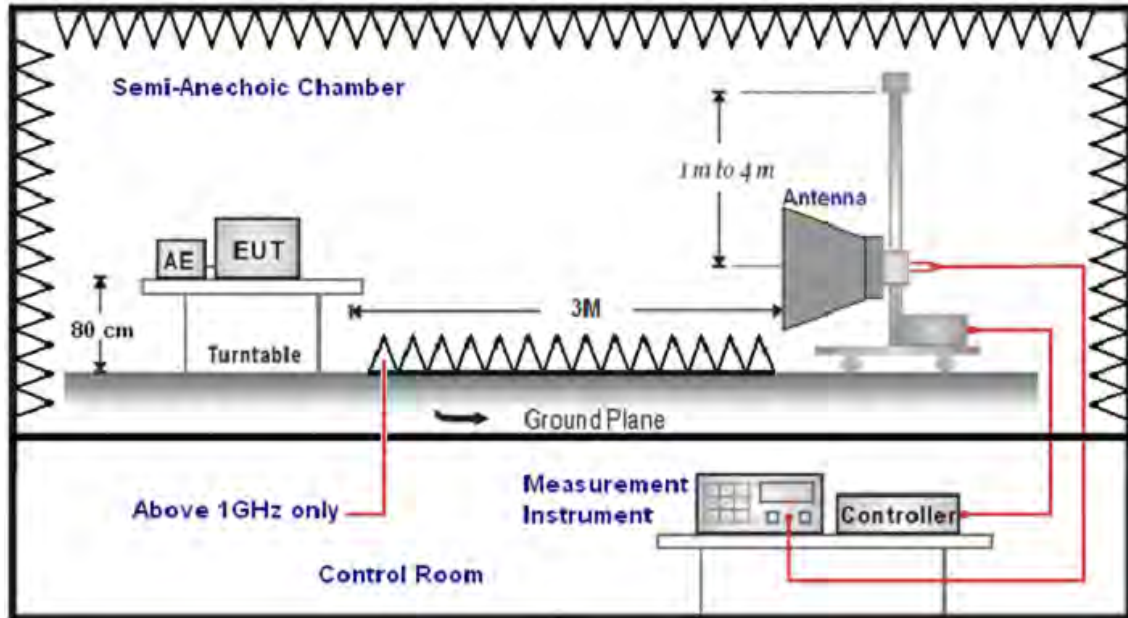 Semi-Anechoic Chamber
1 m to 4 m
Antenna
AE
EUT
80 cm
3M
Turntable
Ground Plane
Above 1GHz only
Measurement
Instrument
Controller
Control Room